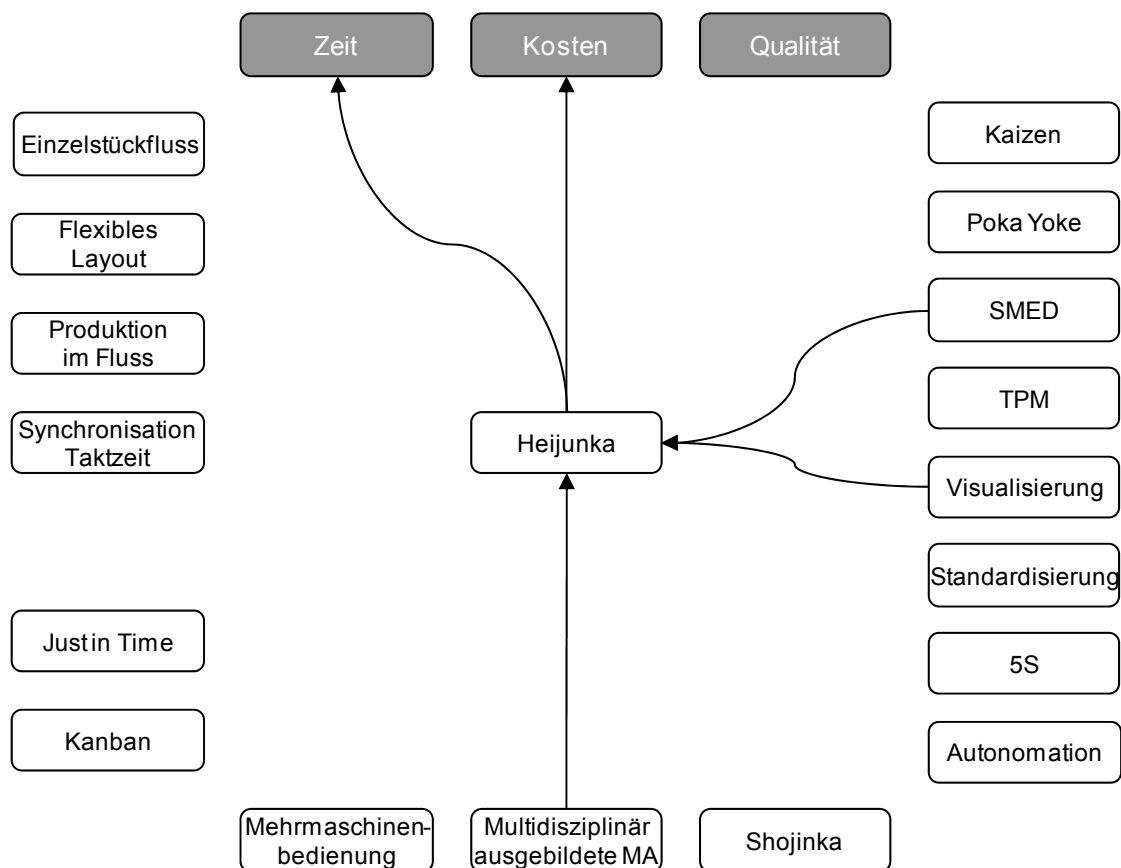 Zeit
Kosten
Qualität
Einzelstückfluss
Flexibles
Layout
Produktion
im Fluss
Synchronisation
Taktzeit
Just in Time
Kanban
Heijunka
Kaizen
Poka Yoke
SMED
TPM
Visualisierung
Standardisierung
5S
Autonomation
Mehrmaschinen-
bedienung
Multidisziplinär
ausgebildete MA
Shojinka